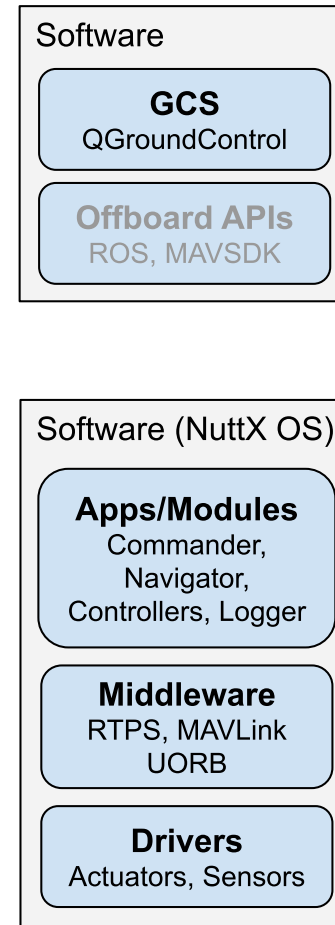 Software
GCS
QGroundControl
Offboard APIs
ROS, MAVSDK
Software (NuttX OS)
Apps/Modules
Commander,
Navigator,
Controllers, Logger
Middleware
RTPS, MAVLink
UORB
Drivers
Actuators, Sensors